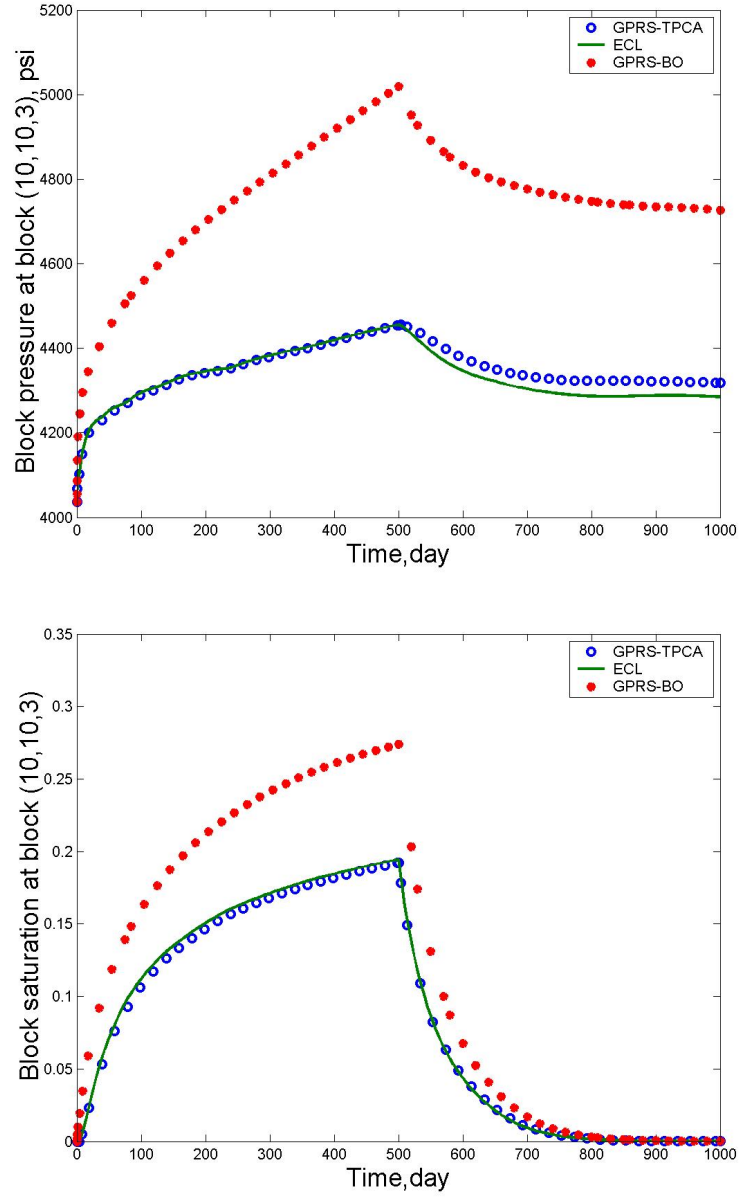 5200
5000
4800
4600
4400
4200
4000
Block pressure at block (10,10,3), psi
GPRS-TPCA
ECL
GPRS-BO
0 100 200 300 400 500 600 700 800 900 1000
Time,day
0.35
0.3
0.25
0.2
0.15
0.1
0.05
0
Block saturation at block (10,10,3)
GPRS-TPCA
ECL
GPRS-BO
0 100 200 300 400 500 600 700 800 900 1000
Time,day